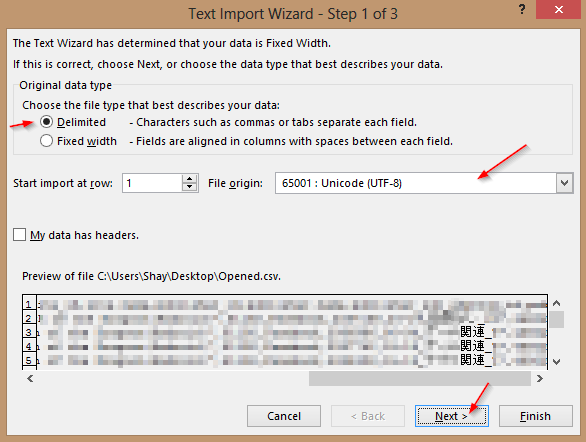 Text Import Wizard - Step 1 of 3
?
The Text Wizard has determined that your data is Fixed Width.
If this is correct, choose Next, or choose the data type that best describes your data.
Original data type
Choose the file type that best describes your data:
Delimited - Characters such as commas or tabs separate each field.
Fixed width - Fields are aligned in columns with spaces between each field.
Start import at row: 1 File origin: 65001 : Unicode (UTF-8)
My data has headers.
Preview of file C:\Users\Shay\Desktop\Opened.csv.
1
2
3 関連_
4 関連_
5 関連_
Cancel < Back Next > Finish